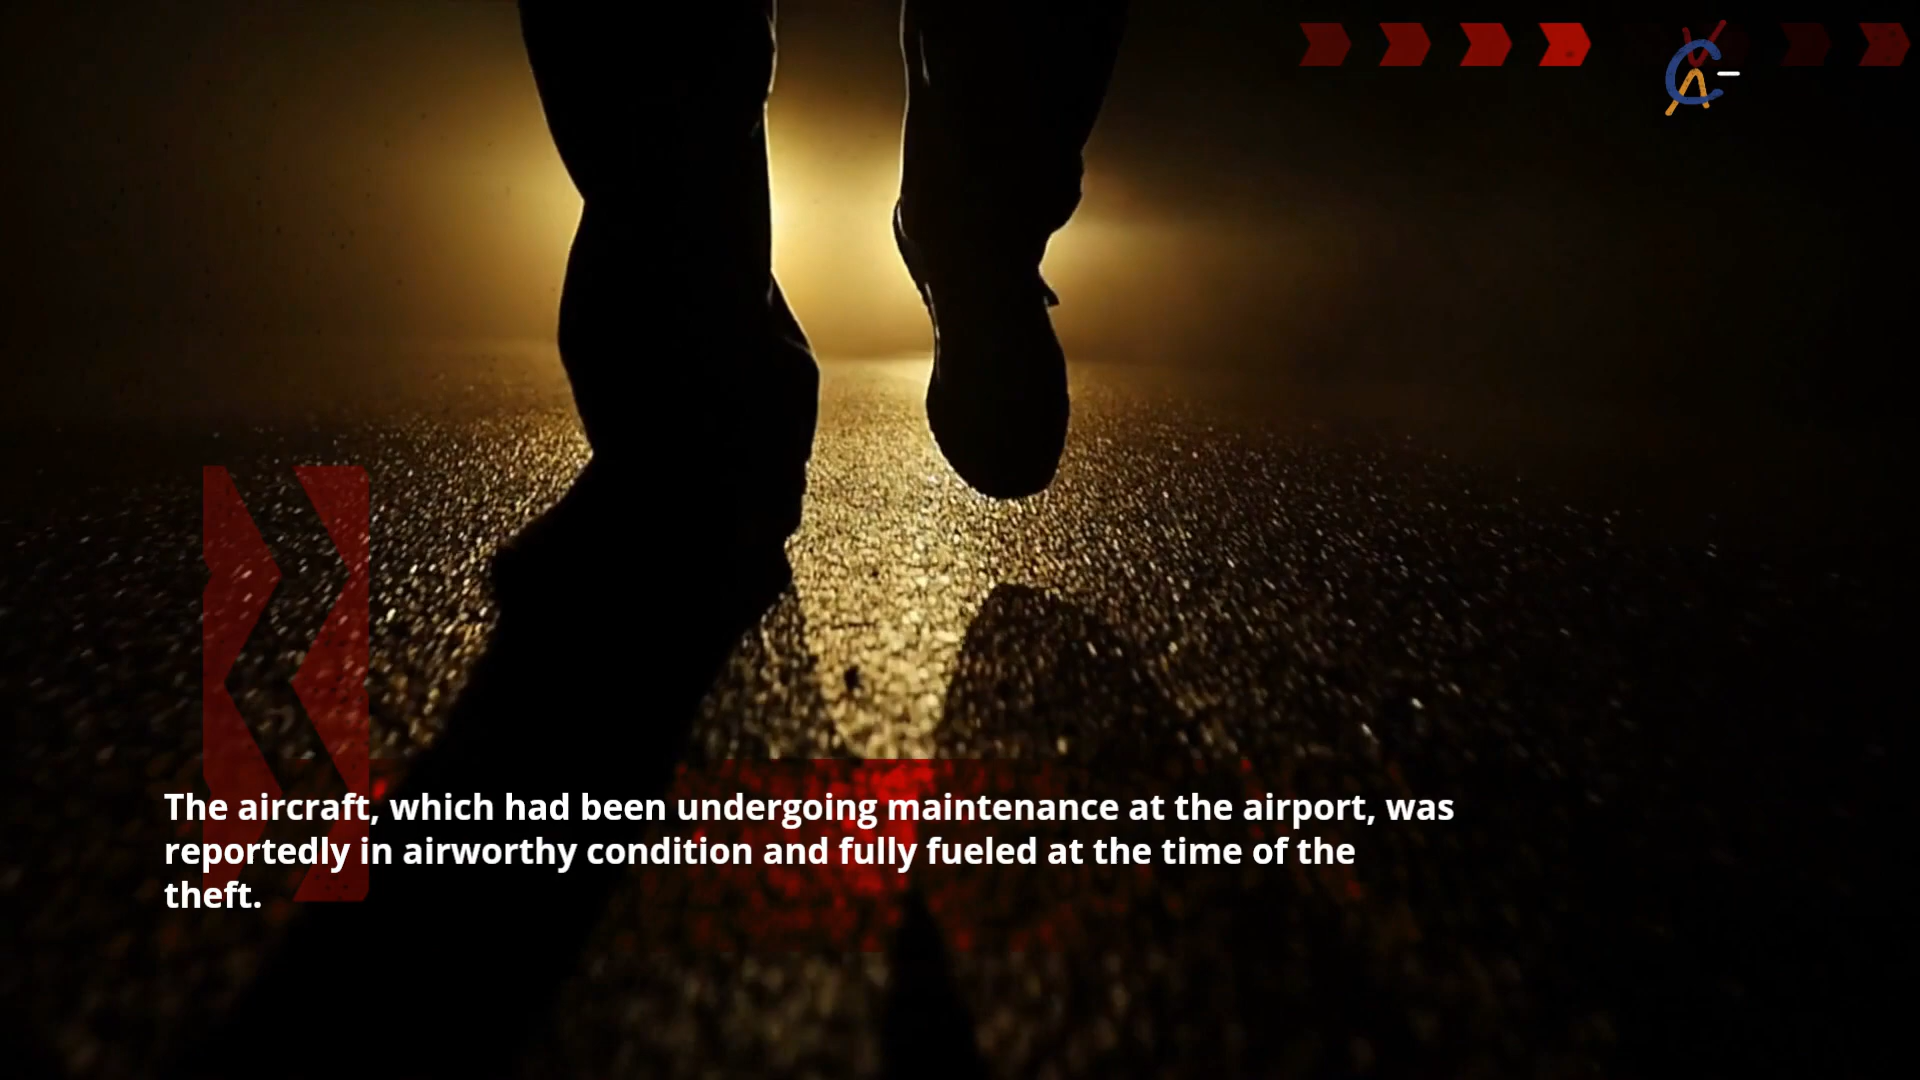 The aircraft, which had been undergoing maintenance at the airport, was
reportedly in airworthy condition and fully fueled at the time of the
theft.